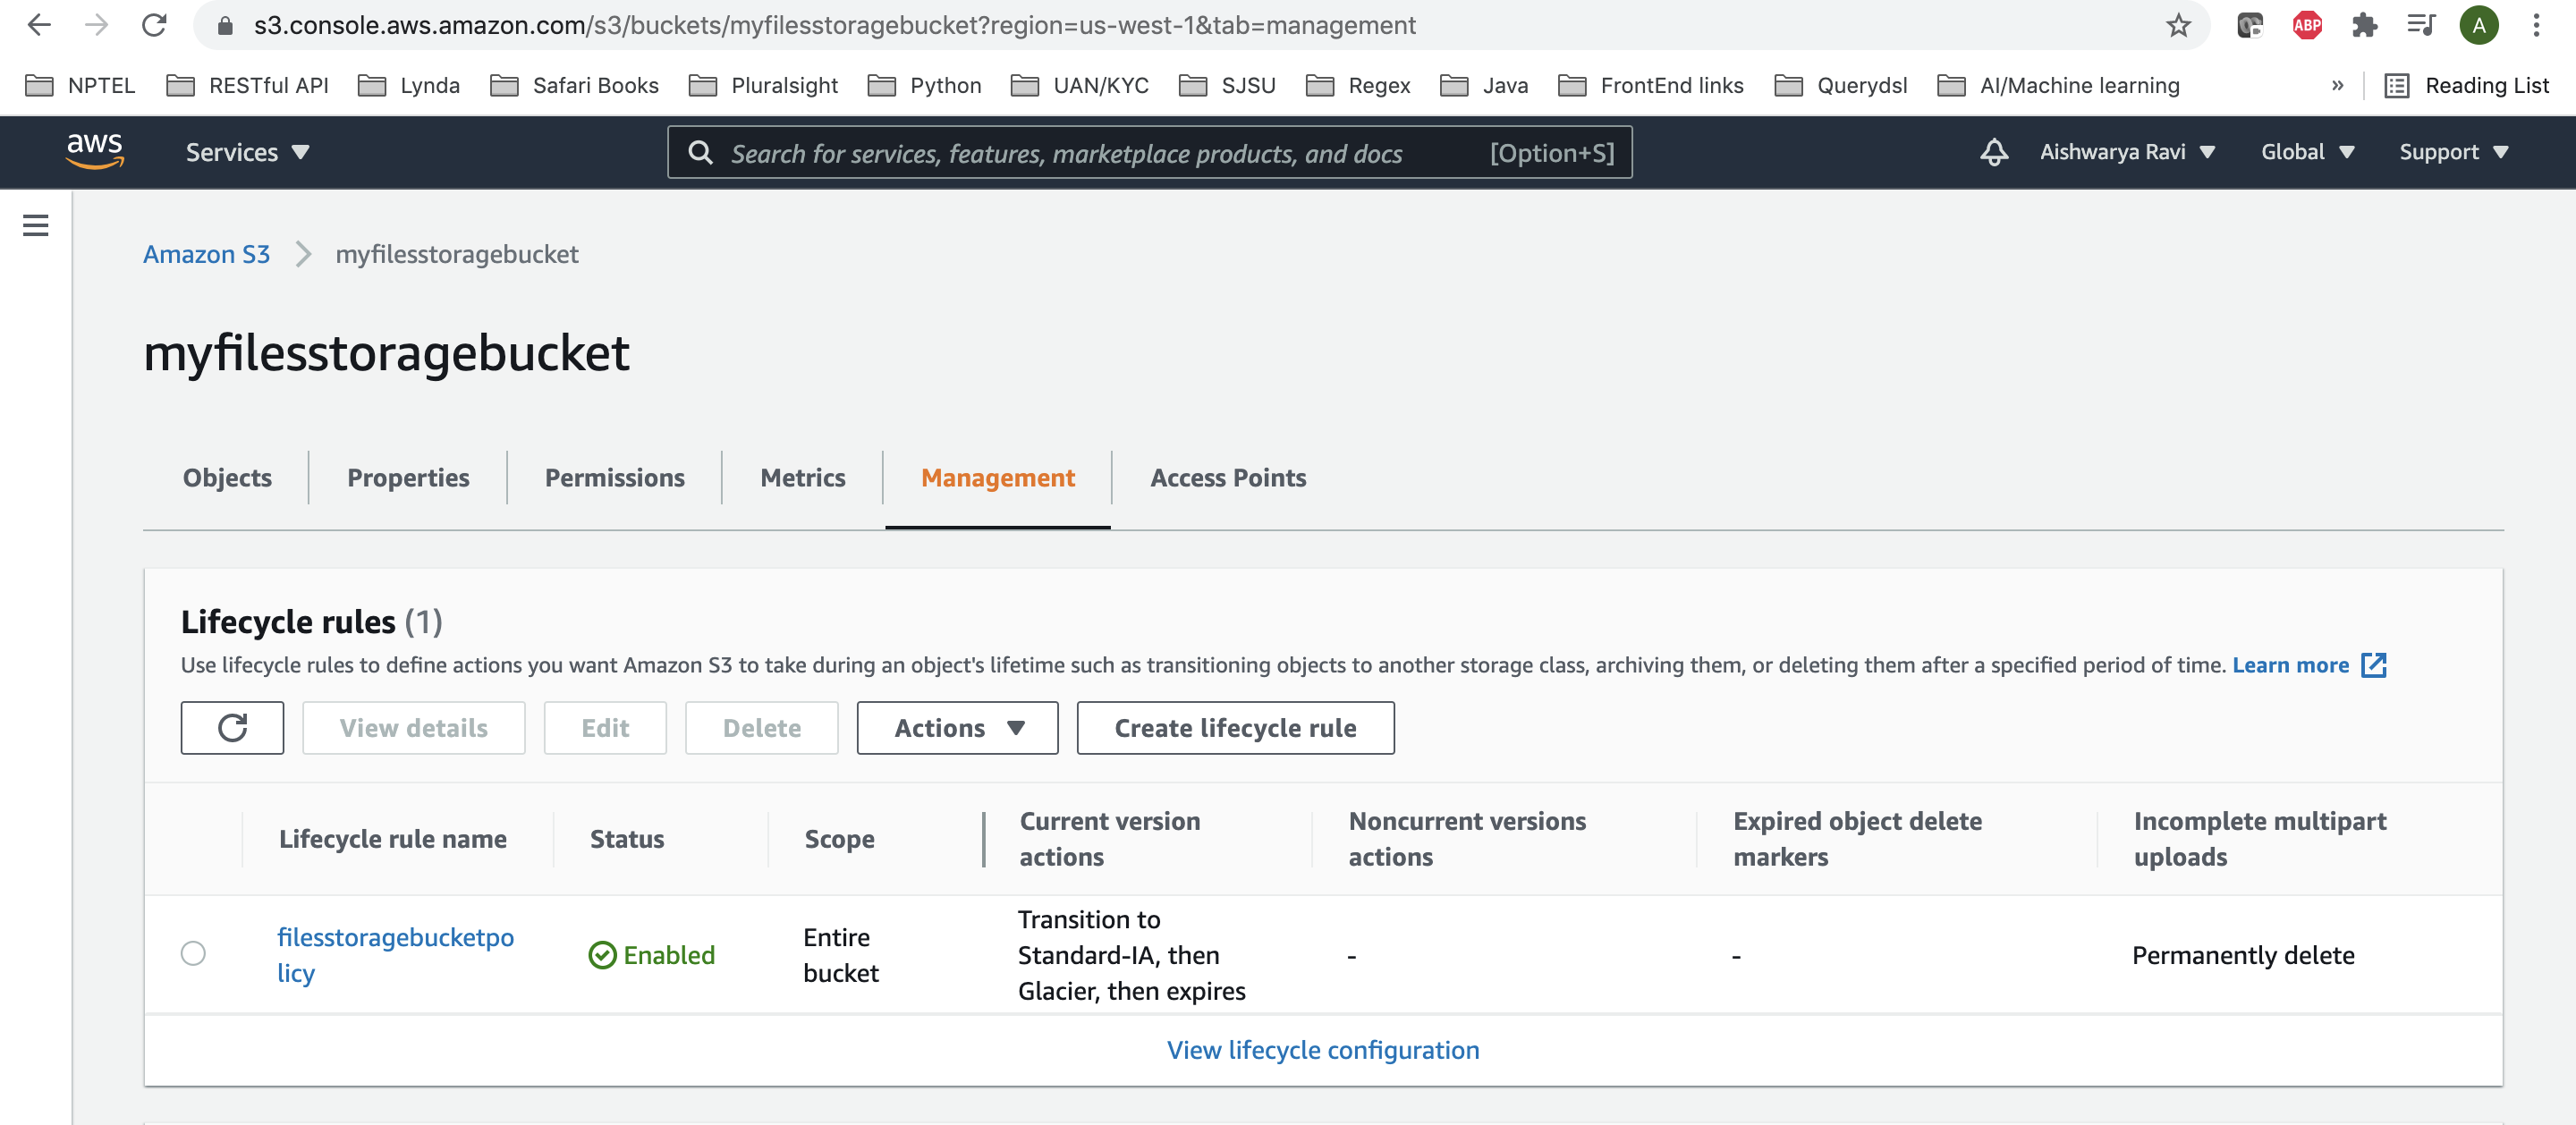 s3.console.aws.amazon.com/s3/buckets/myfilesstoragebucket?region=us-west-1&tab=management
ABP
A
NPTEL RESTful API Lynda Safari Books Pluralsight Python UAN/KYC SJSU Regex Java FrontEnd links Querydsl AI/Machine learning » Reading List
aws Services Search for services, features, marketplace products, and docs [Option+S] Aishwarya Ravi Global Support
Amazon S3 myfilesstoragebucket
myfilesstoragebucket
Objects Properties Permissions Metrics Management Access Points
Lifecycle rules (1)
Use lifecycle rules to define actions you want Amazon S3 to take during an object's lifetime such as transitioning objects to another storage class, archiving them, or deleting them after a specified period of time. Learn more
View details Edit Delete Actions Create lifecycle rule
Lifecycle rule name
Status
Scope
Current version
actions
Noncurrent versions
actions
Expired object delete
markers
Incomplete multipart
uploads
filesstoragebucketpo
licy
Enabled
Entire
bucket
Transition to
Standard-IA, then
Glacier, then expires
-
-
Permanently delete
View lifecycle configuration